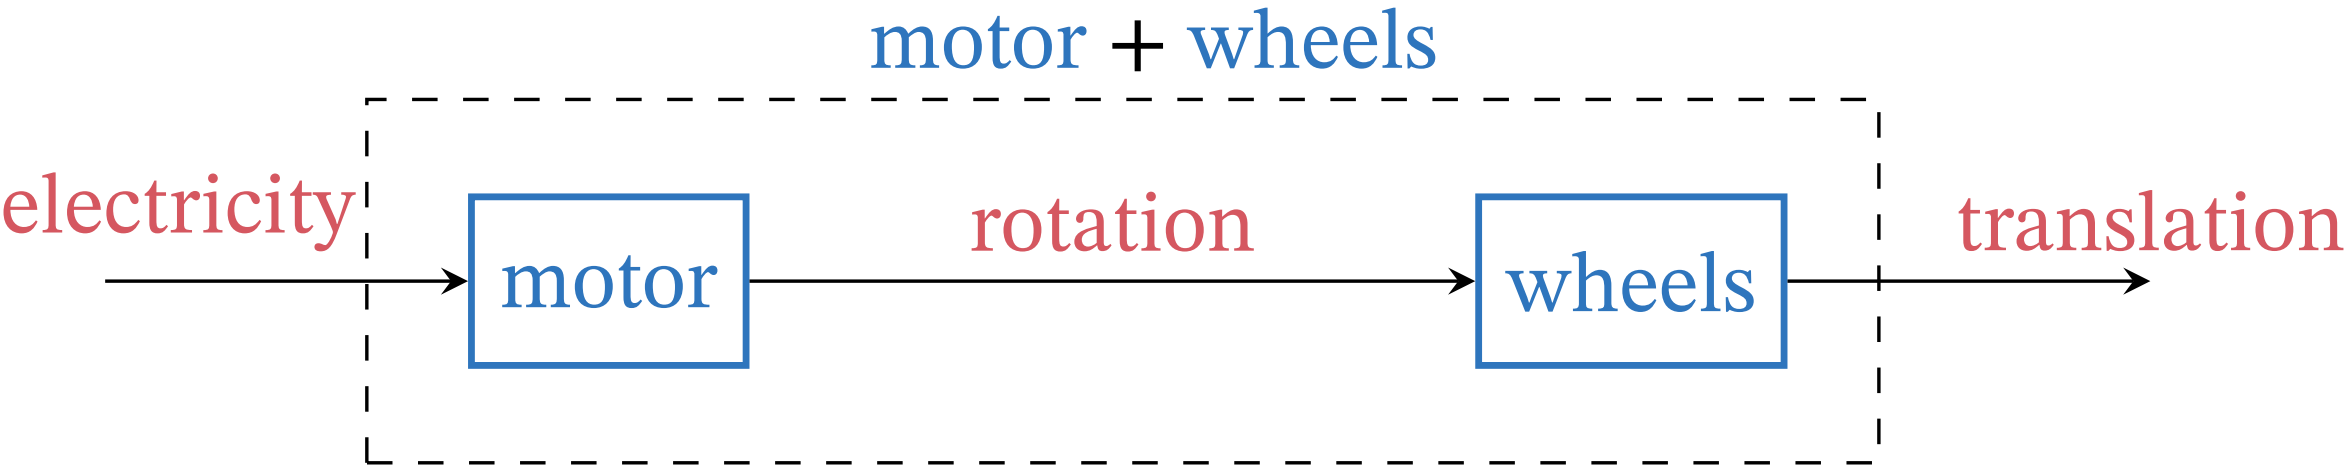 motor + wheels
electricity
motor
rotation
wheels
translation